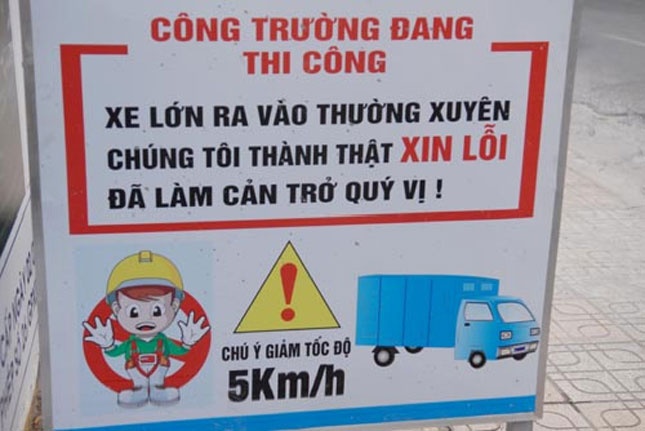 CÔNG TRƯỜNG ĐANG
THI CÔNG
XE LỚN RA VÀO THƯỜNG XUYÊN
CHÚNG TÔI THÀNH THẬT XIN LỖI
ĐÃ LÀM CẢN TRỞ QUÝ VỊ !
CHÚ Ý GIẢM TỐC ĐỘ
5Km/h